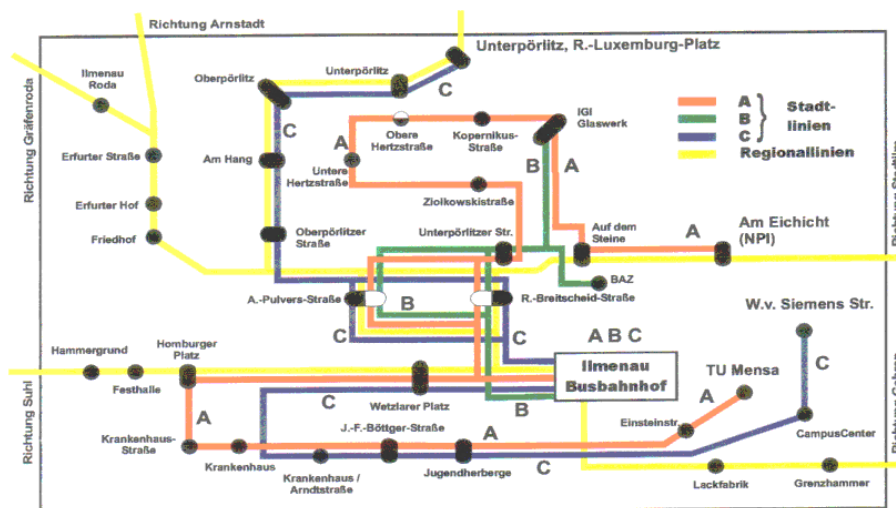 Richtung Arnstadt
Unterpörlitz, R.-Luxemburg-Platz
Ilmenau
Roda
Oberpörlitz
Unterpörlitz
C
Richtung Gräfenroda
C
A
Obere
Hertzstraße
Kopernikus-
Straße
IGI
Glaswerk
A
B
C
Stadt-
linien
Regionallinien
Erfurter Straße
Am Hang
Untere
Hertzstraße
B
A
Ziolkowskistraße
Erfurter Hof
Friedhof
Oberpörlitzer
Straße
Unterpörlitzer Str.
Auf dem
Steine
A
Am Eichicht
(NPI)
BAZ
A.-Pulvers-Straße
B
R.-Breitscheid-Straße
W.v. Siemens Str.
C
C
A B C
Hammergrund
Homburger
Platz
Festhalle
Ilmenau
Busbahnhof
TU Mensa
C
Richtung Suhl
C
Wetzlarer Platz
B
A
A
J.-F.-Böttger-Straße
A
Einsteinstr.
Krankenhaus-
Straße
CampusCenter
Krankenhaus
Krankenhaus /
Arndtstraße
Jugendherberge
C
Lackfabrik
Grenzhammer